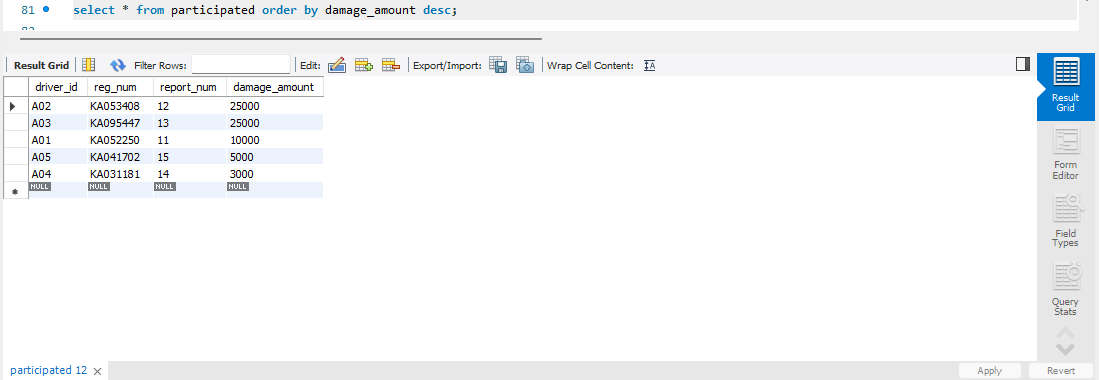 81 select * from participated order by damage_amount desc;
Result Grid Filter Rows: Edit: Export/Import: Wrap Cell Content:
driver_id reg_num report_num damage_amount
A02 KA053408 12 25000
A03 KA095447 13 25000
A01 KA052250 11 10000
A05 KA041702 15 5000
A04 KA031181 14 3000
NULL NULL NULL NULL
Result
Grid
Form
Editor
Field
Types
Query
Stats
participated 12
Apply Revert